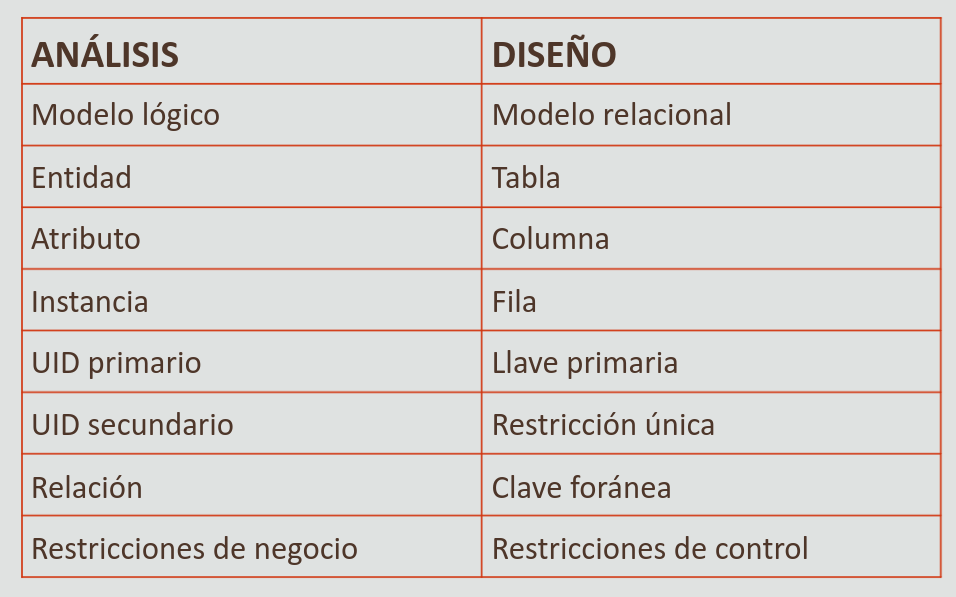 ANÁLISIS DISEÑO
Modelo lógico Modelo relacional
Entidad Tabla
Atributo Columna
Instancia Fila
UID primario Llave primaria
UID secundario Restricción única
Relación Clave foránea
Restricciones de negocio Restricciones de control